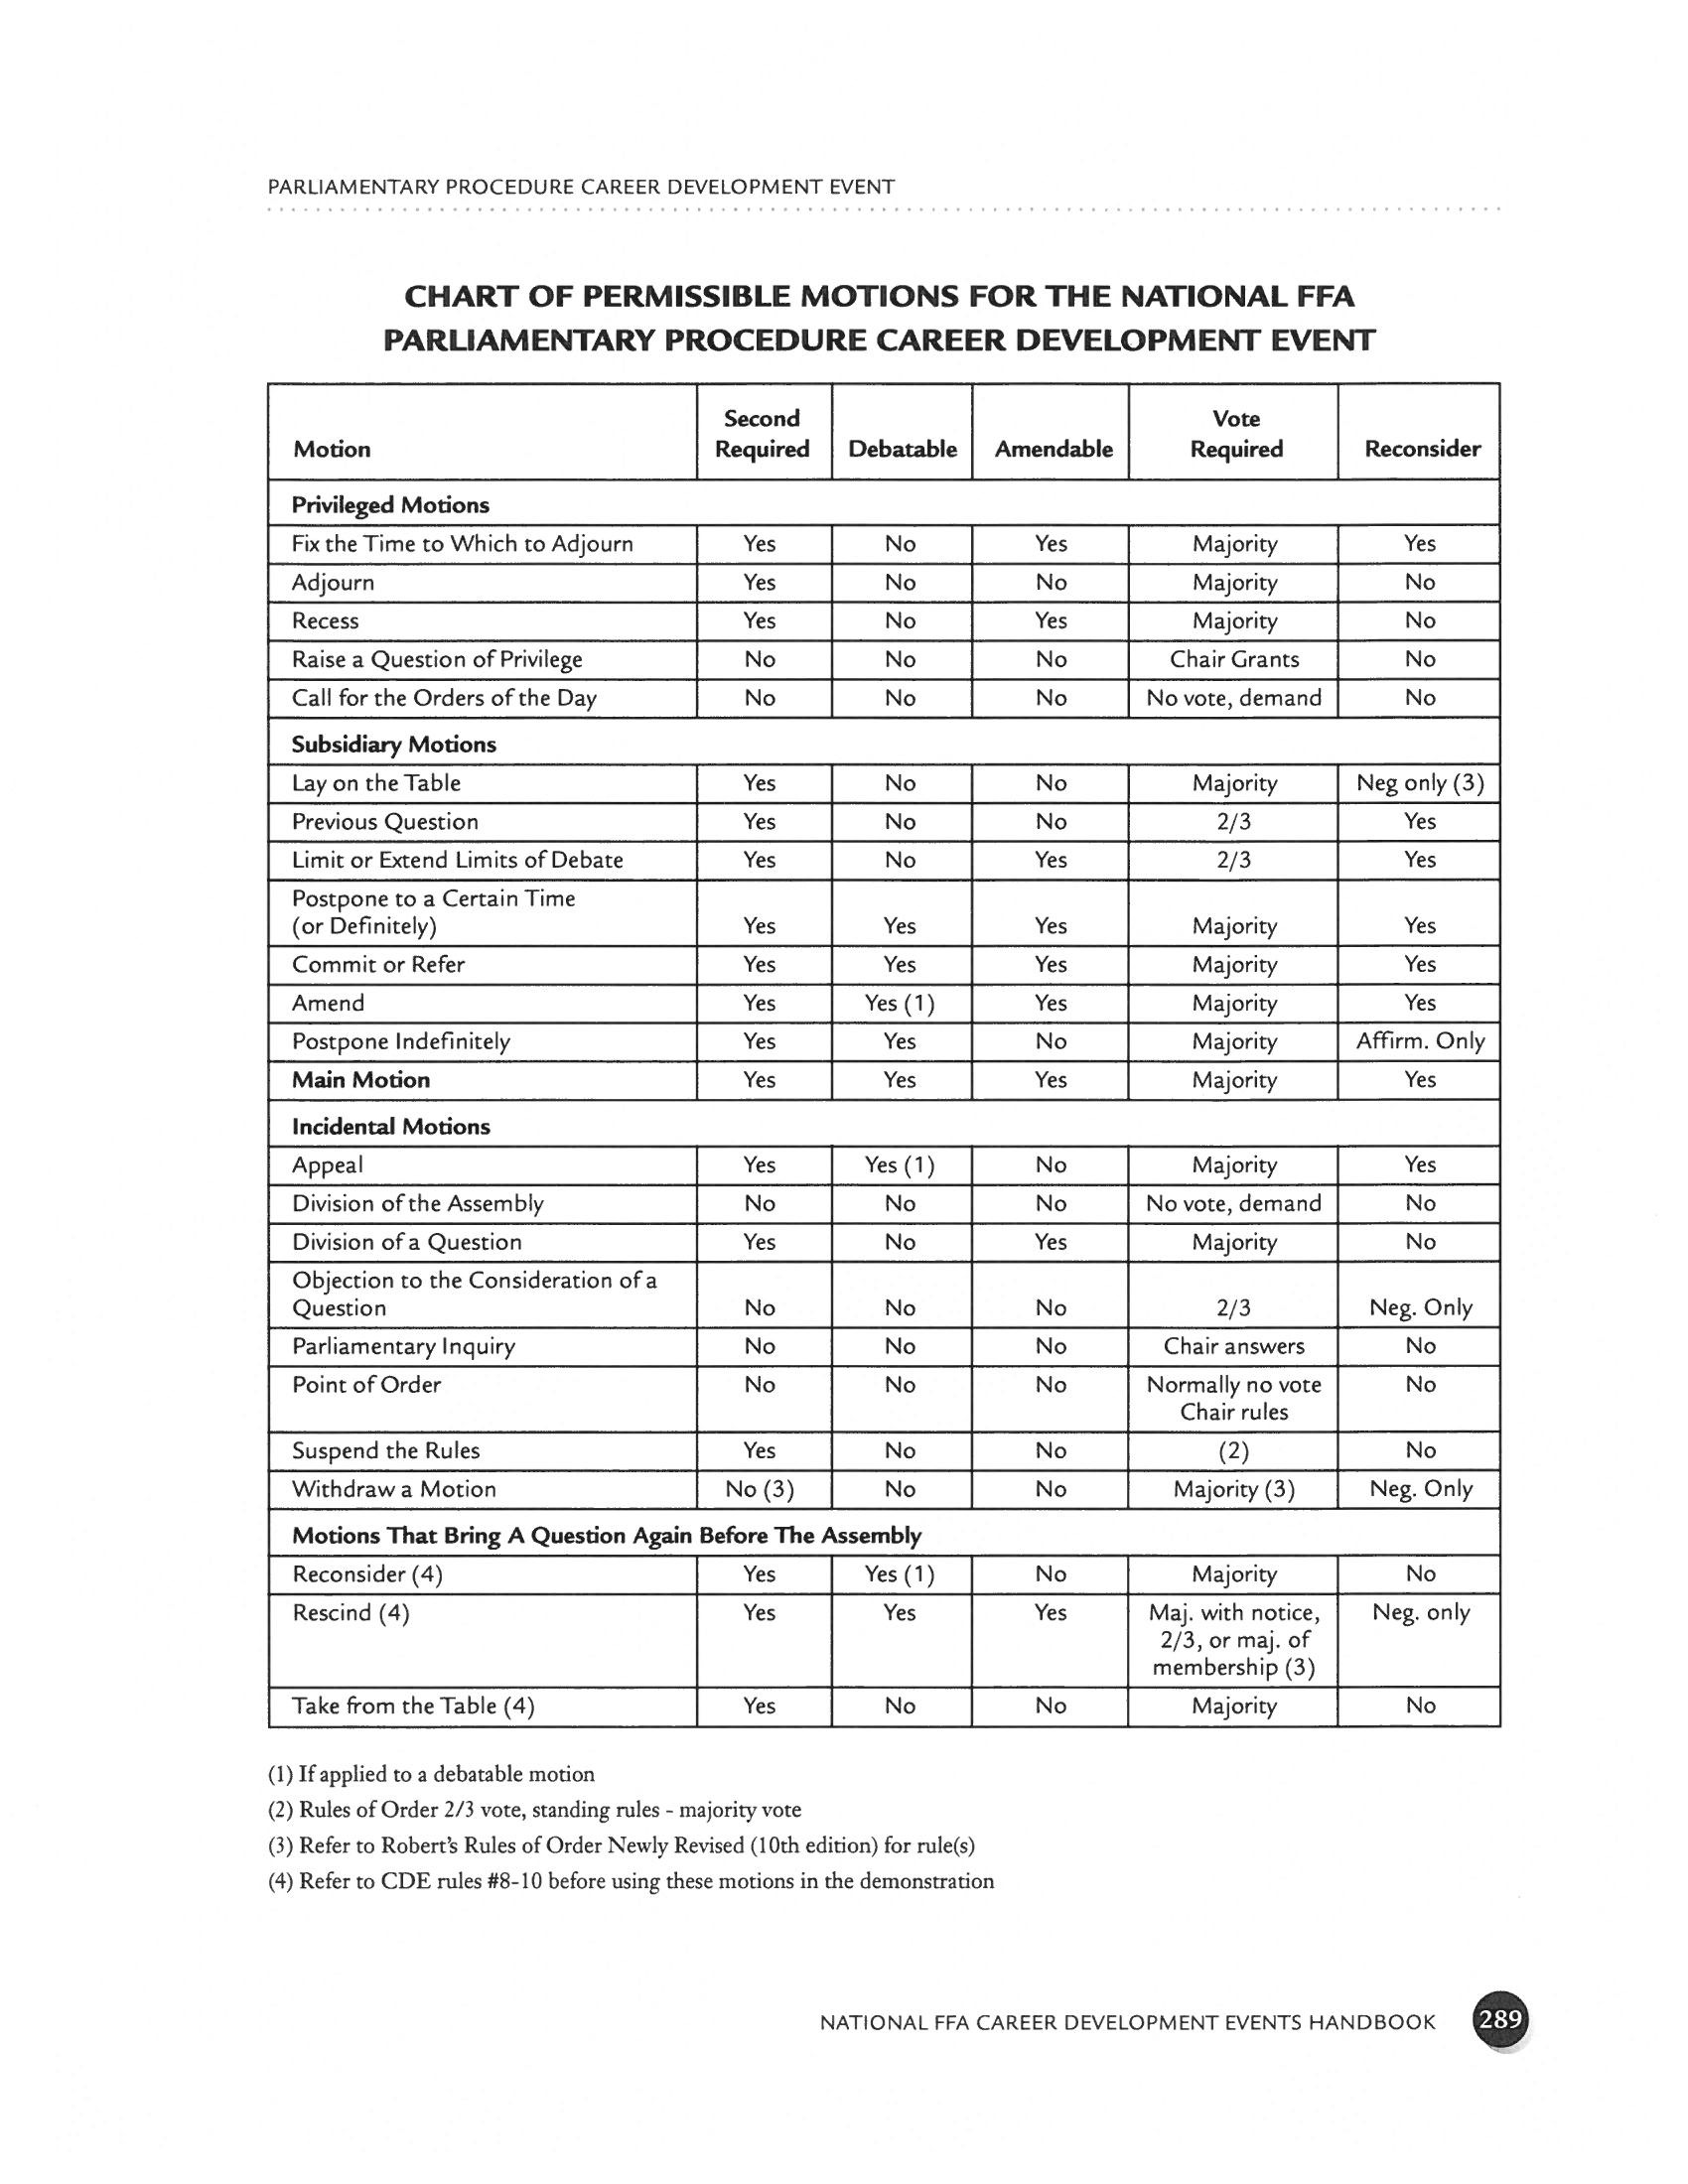 PARLIAMENTARY PROCEDURE CAREER DEVELOPMENT EVENT
CHART OF PERMISSIBLE MOTIONS FOR THE NATIONAL FFA
PARLIAMENTARY PROCEDURE CAREER DEVELOPMENT EVENT
Motion Second Required Debatable Amendable Vote Required Reconsider
Privileged Motions
Fix the Time to Which to Adjourn Yes No Yes Majority Yes
Adjourn Yes No No Majority No
Recess Yes No Yes Majority No
Raise a Question of Privilege No No No Chair Grants No
Call for the Orders of the Day No No No No vote, demand No
Subsidiary Motions
Lay on the Table Yes No No Majority Neg only (3)
Previous Question Yes No No 2/3 Yes
Limit or Extend Limits of Debate Yes No Yes 2/3 Yes
Postpone to a Certain Time
(or Definitely) Yes Yes Yes Majority Yes
Commit or Refer Yes Yes Yes Majority Yes
Amend Yes Yes (1) Yes Majority Yes
Postpone Indefinitely Yes Yes No Majority Affirm. Only
Main Motion Yes Yes Yes Majority Yes
Incidental Motions
Appeal Yes Yes (1) No Majority Yes
Division of the Assembly No No No No vote, demand No
Division of a Question Yes No Yes Majority No
Objection to the Consideration of a
Question No No No 2/3 Neg. Only
Parliamentary Inquiry No No No Chair answers No
Point of Order No No No Normally no vote No
Chair rules
Suspend the Rules Yes No No (2) No
Withdraw a Motion No (3) No No Majority (3) Neg. Only
Motions That Bring A Question Again Before The Assembly
Reconsider (4) Yes Yes (1) No Majority No
Rescind (4) Yes Yes Yes Maj. with notice, Neg. only
2/3, or maj. of
membership (3)
Take from the Table (4) Yes No No Majority No
(1) If applied to a debatable motion
(2) Rules of Order 2/3 vote, standing rules - majority vote
(3) Refer to Robert's Rules of Order Newly Revised (10th edition) for rule(s)
(4) Refer to CDE rules #8-10 before using these motions in the demonstration
NATIONAL FFA CAREER DEVELOPMENT EVENTS HANDBOOK 289